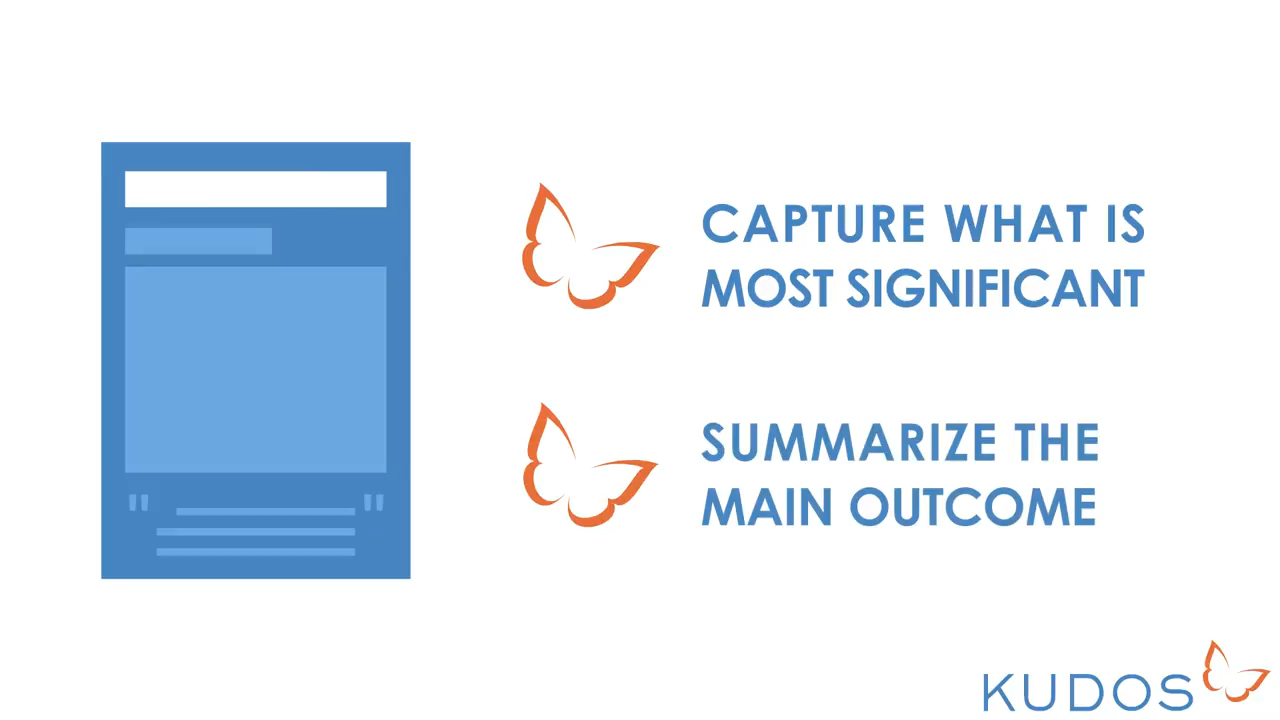 CAPTURE WHAT IS
MOST SIGNIFICANT
SUMMARIZE THE
MAIN OUTCOME
" "
KUDOS